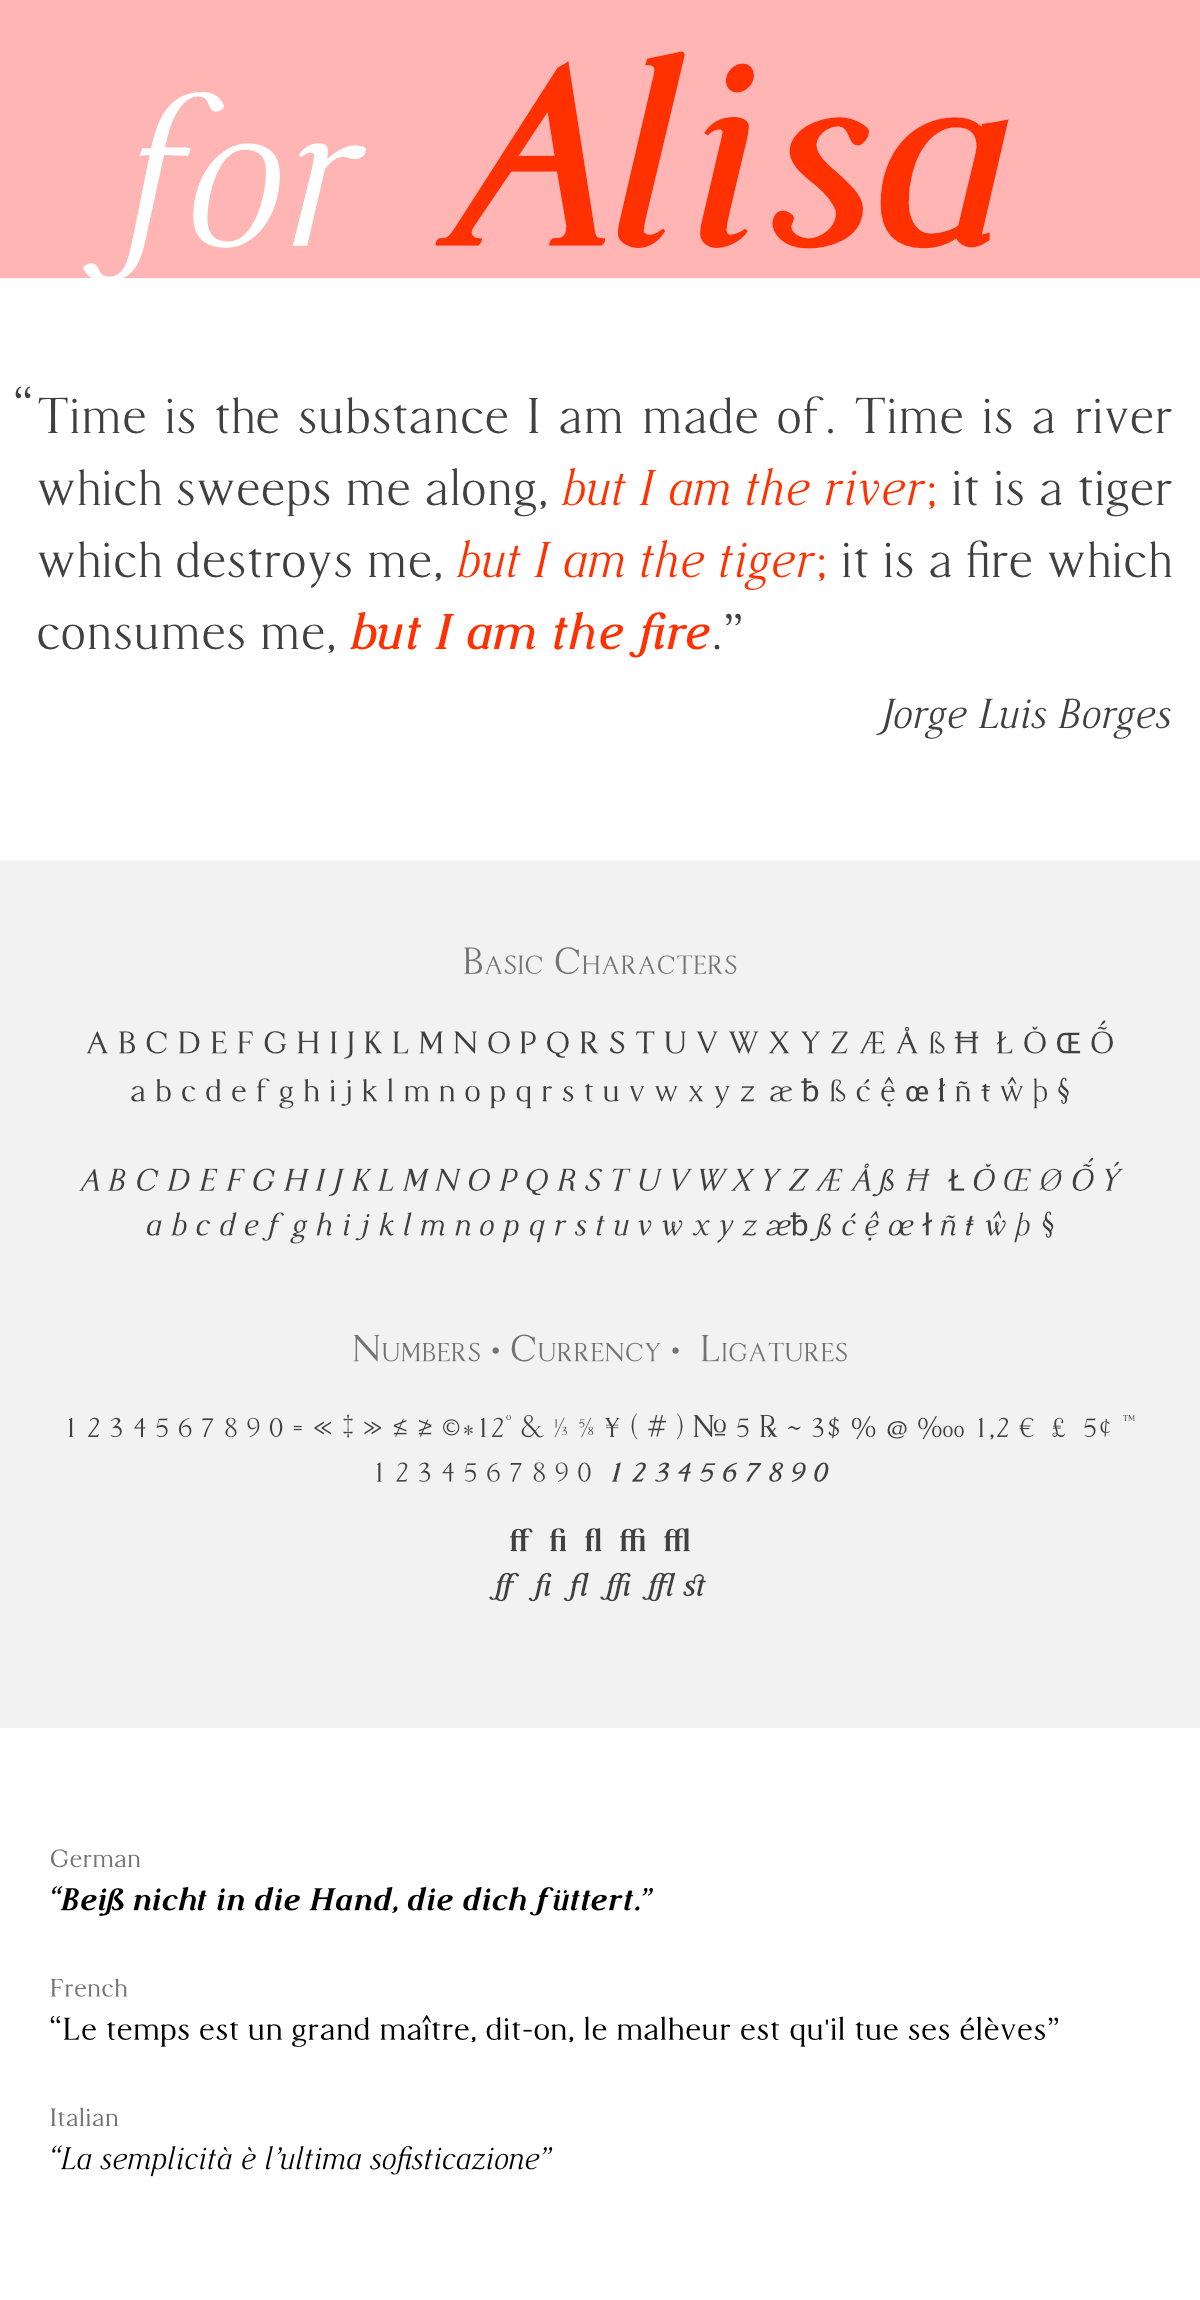 for Alisa
“Time is the substance I am made of. Time is a river
which sweeps me along, but I am the river; it is a tiger
which destroys me, but I am the tiger; it is a fire which
consumes me, but I am the fire.”
Jorge Luis Borges
Basic Characters
A B C D E F G H I J K L M N O P Q R S T U V W X Y Z Æ Å ß Ħ Ł Ŏ Œ Ṍ
a b c d e f g h i j k l m n o p q r s t u v w x y z æ ƀ ß ć ệ œ ł ñ ŧ ŵ þ §
A B C D E F G H I J K L M N O P Q R S T U V W X Y Z Æ Å ß Ħ Ł Ŏ Œ Ø Ṍ Ý
a b c d e f g h i j k l m n o p q r s t u v w x y z æ ƀ ß ć ệ œ ł ñ ŧ ŵ þ §
Numbers • Currency • Ligatures
1 2 3 4 5 6 7 8 9 0 = « ‡ » ≰ ≱ ©*12° & ⅓ ⅝ ¥ ( # ) № 5 ℞ ~ 3$ % @ ‰o 1,2 € £ 5¢ ™
1 2 3 4 5 6 7 8 9 0 1 2 3 4 5 6 7 8 9 0
ff fi fl ffi ffl
ff fi fl ffi ffl st
German
“Beiß nicht in die Hand, die dich füttert.”
French
“Le temps est un grand maître, dit-on, le malheur est qu'il tue ses élèves”
Italian
“La semplicità è l’ultima sofisticazione”